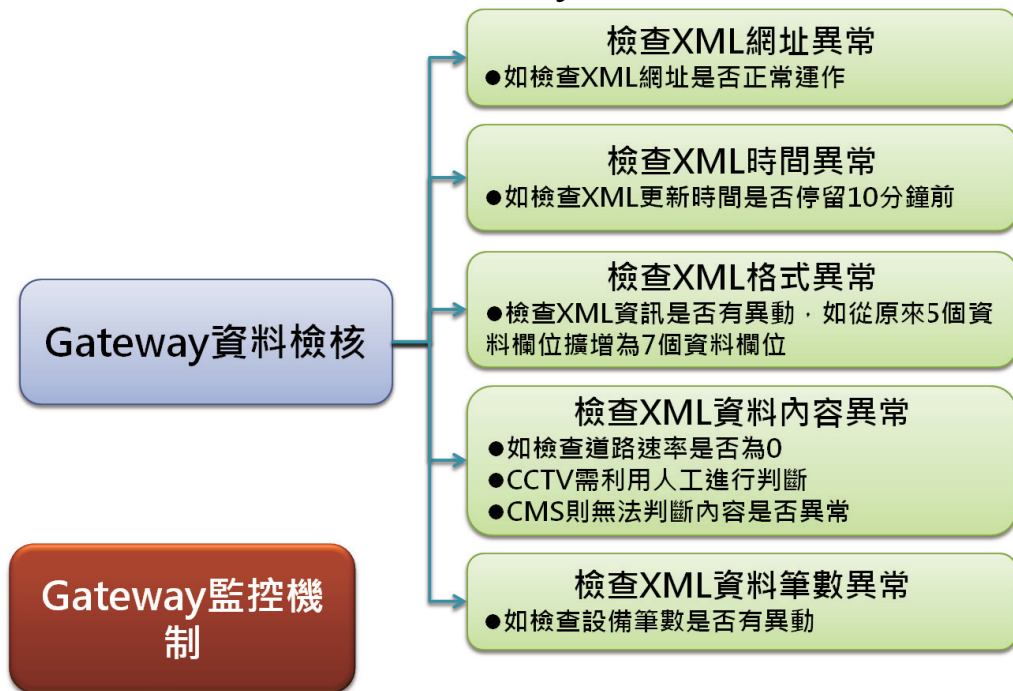 檢查XML網址異常
●如檢查XML網址是否正常運作
檢查XML時間異常
●如檢查XML更新時間是否停留10分鐘前
檢查XML格式異常
●檢查XML資訊是否有異動，如從原來5個資
料欄位擴增為7個資料欄位
Gateway資料檢核
檢查XML資料內容異常
●如檢查道路速率是否為0
●CCTV需利用人工進行判斷
●CMS則無法判斷內容是否異常
檢查XML資料筆數異常
●如檢查設備筆數是否有異動
Gateway監控機
制